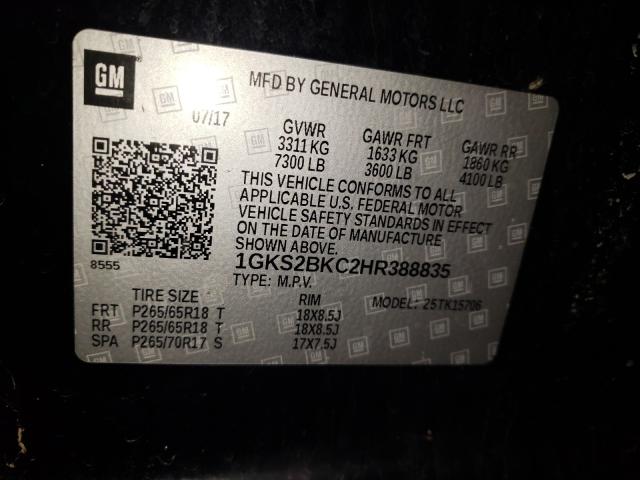 GM
MFD BY GENERAL MOTORS LLC
07/17
GVWR GAWR FRT GAWR RR
3311 KG 1633 KG 1860 KG
7300 LB 3600 LB 4100 LB
THIS VEHICLE CONFORMS TO ALL
APPLICABLE U.S. FEDERAL MOTOR
VEHICLE SAFETY STANDARDS IN EFFECT
ON THE DATE OF MANUFACTURE
SHOWN ABOVE.
8555
1GKS2BKC2HR388835
TYPE: M.P.V.
TIRE SIZE RIM MODEL: 25TK15706
FRT P265/65R18 T 18X8.5J
RR P265/65R18 T 18X8.5J
SPA P265/70R17 S 17X7.5J